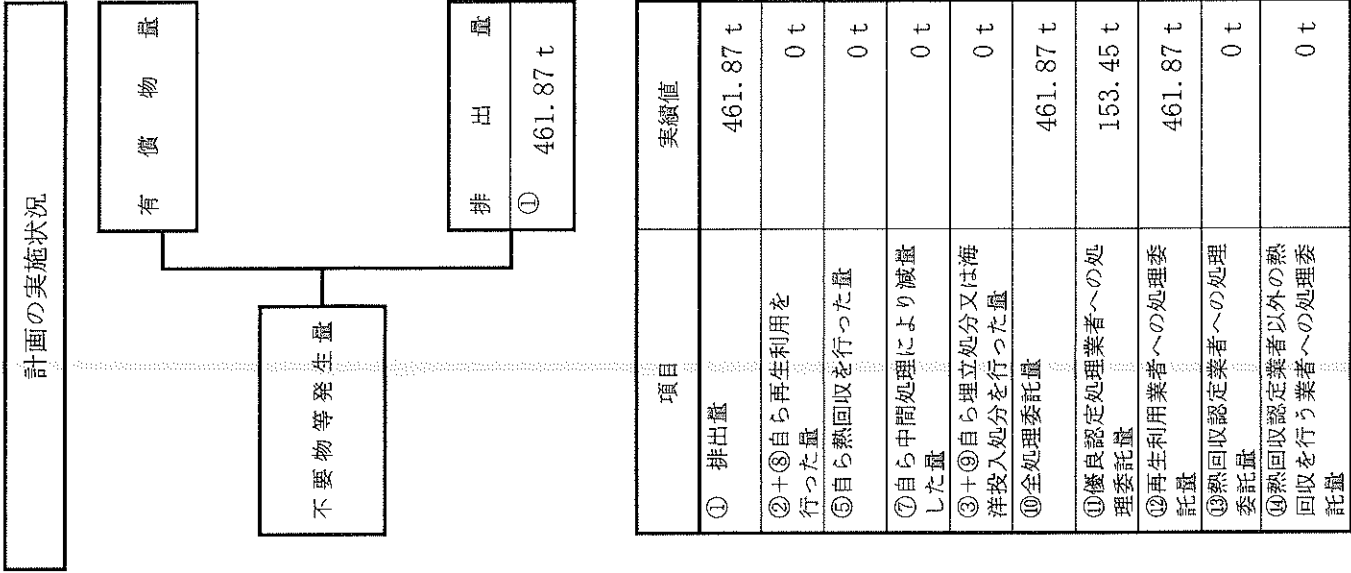 計画の実施状況
有償物量
不要物等発生量
排出量
① 461.87 t
項目 実績値
① 排出量 461.87 t
②+⑧自ら再生利用を
行った量 0 t
⑤自ら熱回収を行った量 0 t
⑦自ら中間処理により減量
した量 0 t
③+⑨自ら埋立処分又は海
洋投入処分を行った量 0 t
⑩全処理委託量 461.87 t
⑪優良認定処理業者への処
理委託量 153.45 t
⑫再生利用業者への処理委
託量 461.87 t
⑬熱回収認定業者への処理
委託量 0 t
⑭熱回収認定業者以外の熱
回収を行う業者への処理委
託量 0 t